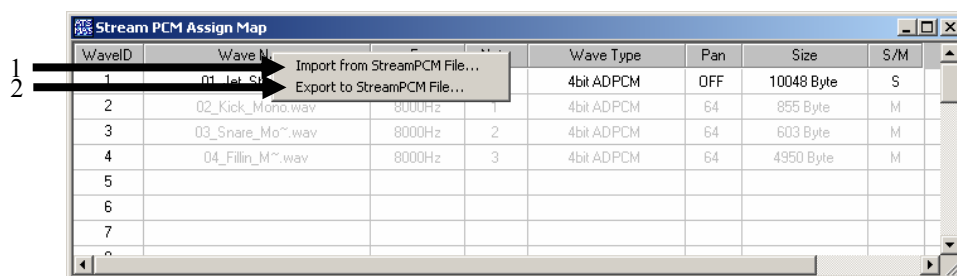 Stream PCM Assign Map
WaveID Wave N Wave Type Pan Size S/M
1 Import from StreamPCM File...
2 Export to StreamPCM File...
1 4bit ADPCM OFF 10048 Byte S
2 02_Kick_Mono.wav 8000Hz 1 4bit ADPCM 64 855 Byte M
3 03_Snare_Mo~.wav 8000Hz 2 4bit ADPCM 64 603 Byte M
4 04_Fillin_M~.wav 8000Hz 3 4bit ADPCM 64 4950 Byte M
5
6
7